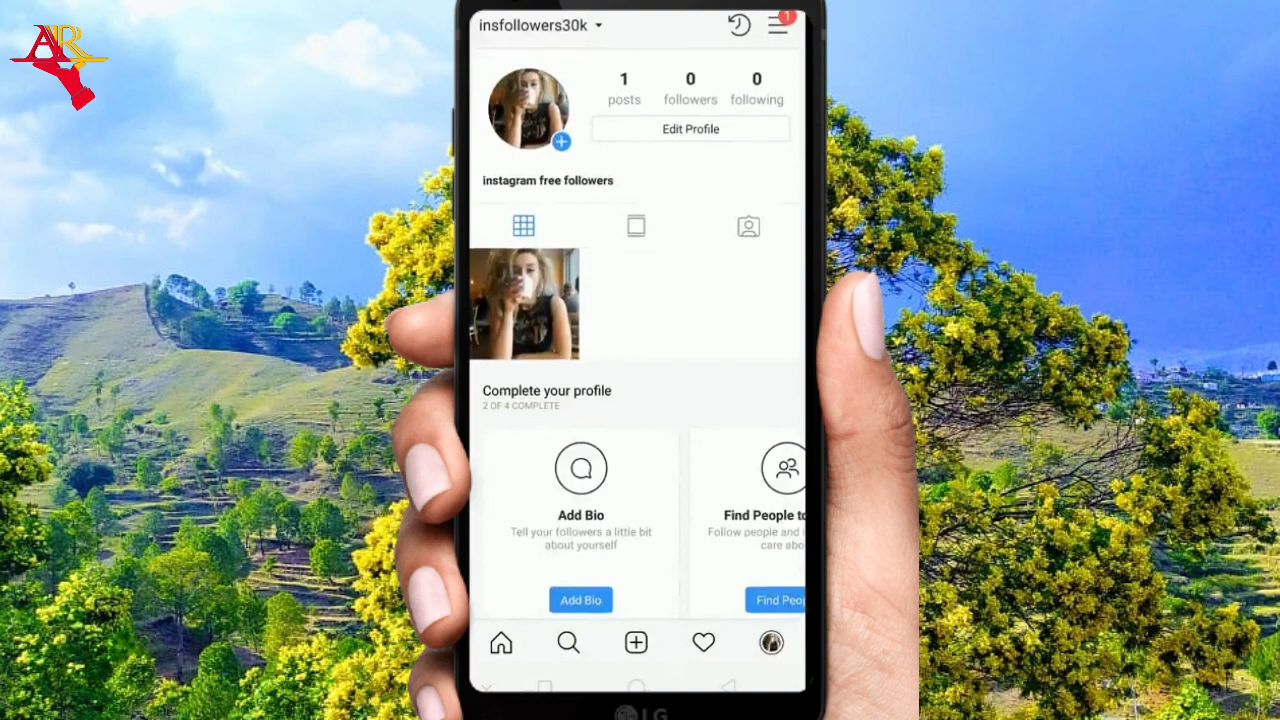 AR
insfollowers30k
1
1 0 0
posts followers following
Edit Profile
instagram free followers
Complete your profile
2 OF 4 COMPLETE
Add Bio
Tell your followers a little bit
about yourself
Add Bio
Find People to
Follow people and
care abo
Find Peop
LG